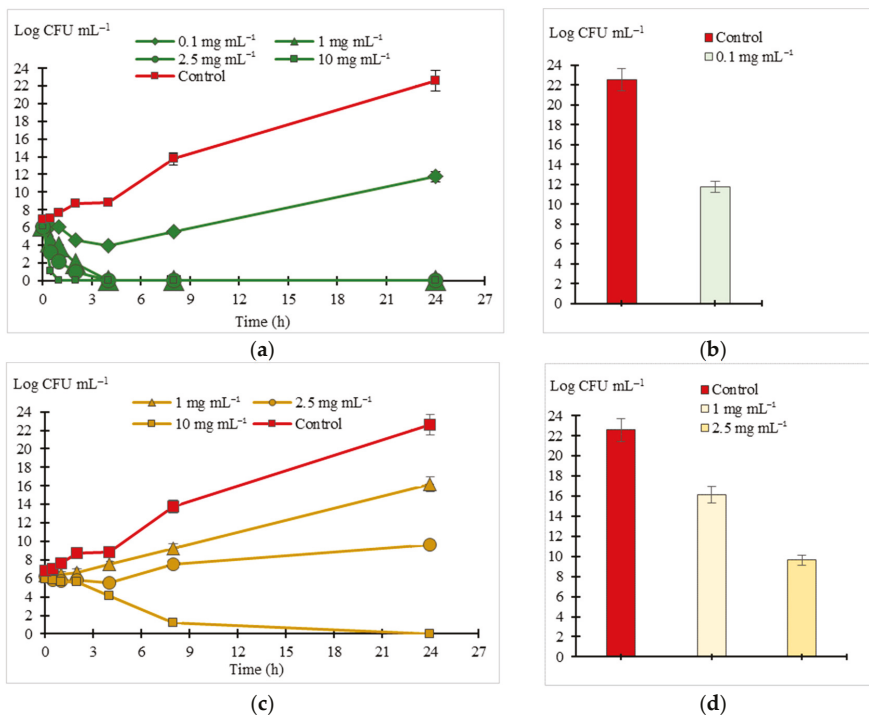 Log CFU mL⁻¹
0.1 mg mL⁻¹ 1 mg mL⁻¹
2.5 mg mL⁻¹ 10 mg mL⁻¹
Control
24
22
20
18
16
14
12
10
8
6
4
2
0
0 3 6 9 12 15 18 21 24 27
Time (h)
(a)
Log CFU mL⁻¹
Control
0.1 mg mL⁻¹
24
22
20
18
16
14
12
10
8
6
4
2
0
(b)
Log CFU mL⁻¹
1 mg mL⁻¹ 2.5 mg mL⁻¹
10 mg mL⁻¹ Control
24
22
20
18
16
14
12
10
8
6
4
2
0
0 3 6 9 12 15 18 21 24 27
Time (h)
(c)
Log CFU mL⁻¹
Control
1 mg mL⁻¹
2.5 mg mL⁻¹
24
22
20
18
16
14
12
10
8
6
4
2
0
(d)